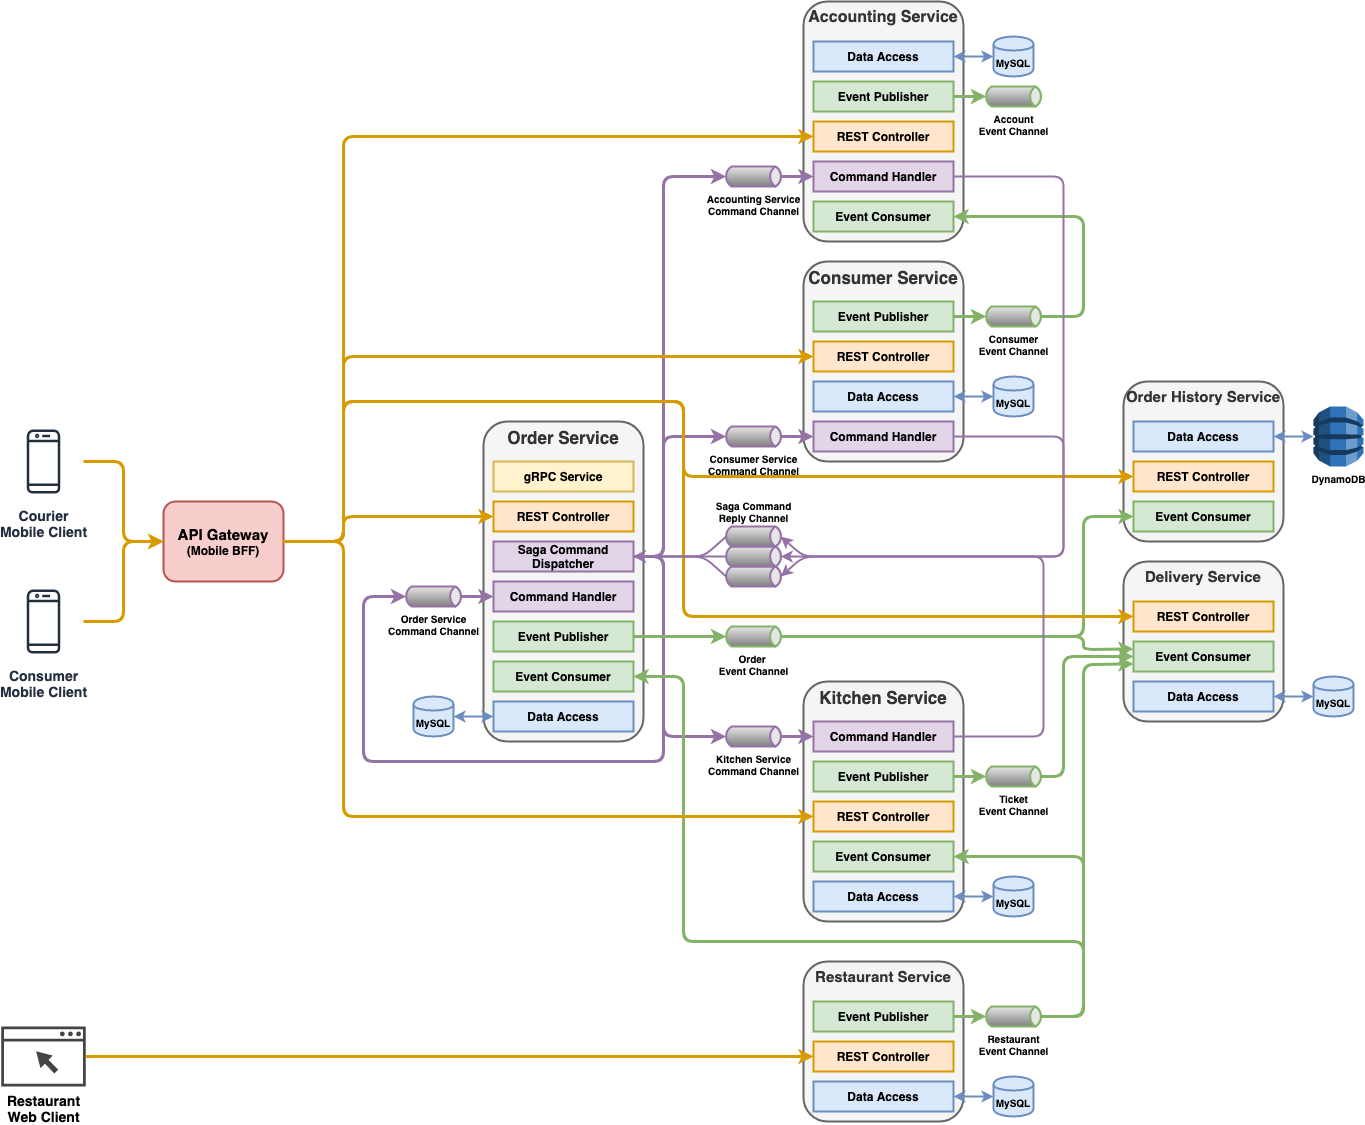 Accounting Service
Data Access
MySQL
Event Publisher
Account
Event Channel
REST Controller
Command Handler
Accounting Service
Command Channel
Event Consumer
Consumer Service
Event Publisher
Consumer
Event Channel
REST Controller
Data Access
MySQL
Command Handler
Consumer Service
Command Channel
Order History Service
Data Access
DynamoDB
REST Controller
Event Consumer
Courier
Mobile Client
Consumer
Mobile Client
API Gateway
(Mobile BFF)
Order Service
gRPC Service
REST Controller
Saga Command
Dispatcher
Command Handler
Order Service
Command Channel
Event Publisher
Event Consumer
Data Access
MySQL
Saga Command
Reply Channel
Order
Event Channel
Delivery Service
REST Controller
Event Consumer
Data Access
MySQL
Kitchen Service
Command Handler
Kitchen Service
Command Channel
Event Publisher
Ticket
Event Channel
REST Controller
Event Consumer
Data Access
MySQL
Restaurant Service
Event Publisher
Restaurant
Event Channel
REST Controller
Data Access
MySQL
Restaurant
Web Client